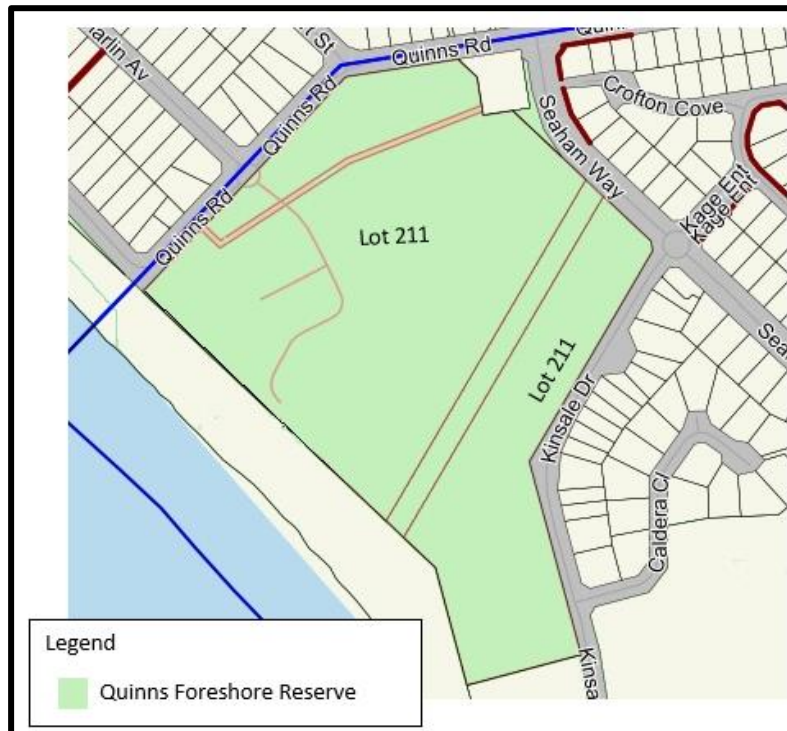 Quinns Rd
Quinns Rd
Quinns Rd
Seaham Way
Crofton Cove
Kage Ent
Kage Ent
Lot 211
Lot 211
Kinsale Dr
Caldera Cl
Legend
Quinns Foreshore Reserve